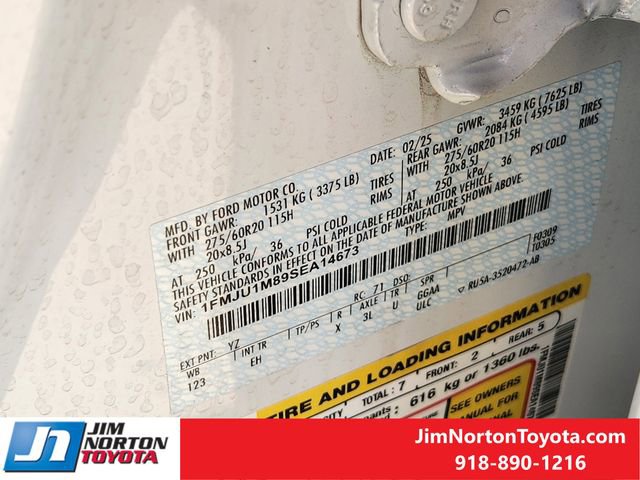 MFD. BY FORD MOTOR CO.
DATE: 02/25
GVWR: 3459 KG ( 7625 LB)
FRONT GAWR: 1531 KG ( 3375 LB)
REAR GAWR: 2084 KG ( 4595 LB)
275/60R20 115H TIRES
WITH 275/60R20 115H TIRES
20x8.5J RIMS
20x8.5J RIMS
AT 250 kPa/ 36 PSI COLD
AT 250 kPa/ 36 PSI COLD
THIS VEHICLE CONFORMS TO ALL APPLICABLE FEDERAL MOTOR VEHICLE
SAFETY STANDARDS IN EFFECT ON THE DATE OF MANUFACTURE SHOWN ABOVE.
VIN: 1FMJU1M89SEA14673
TYPE: MPV
F0309
T0305
EXT PNT: YZ RC: 71 DSO:
WB INT TR TP/PS R AXLE TR SPR
123 EH X 3L U GGAA
U ULC
RU5A-3520472-AB
TIRE AND LOADING INFORMATION
TOTAL: 7 FRONT: 2 REAR: 5
616 kg or 1360 lbs.
SEE OWNERS
MANUAL FOR
JN JIM
NORTON
TOYOTA
JimNortonToyota.com
918-890-1216